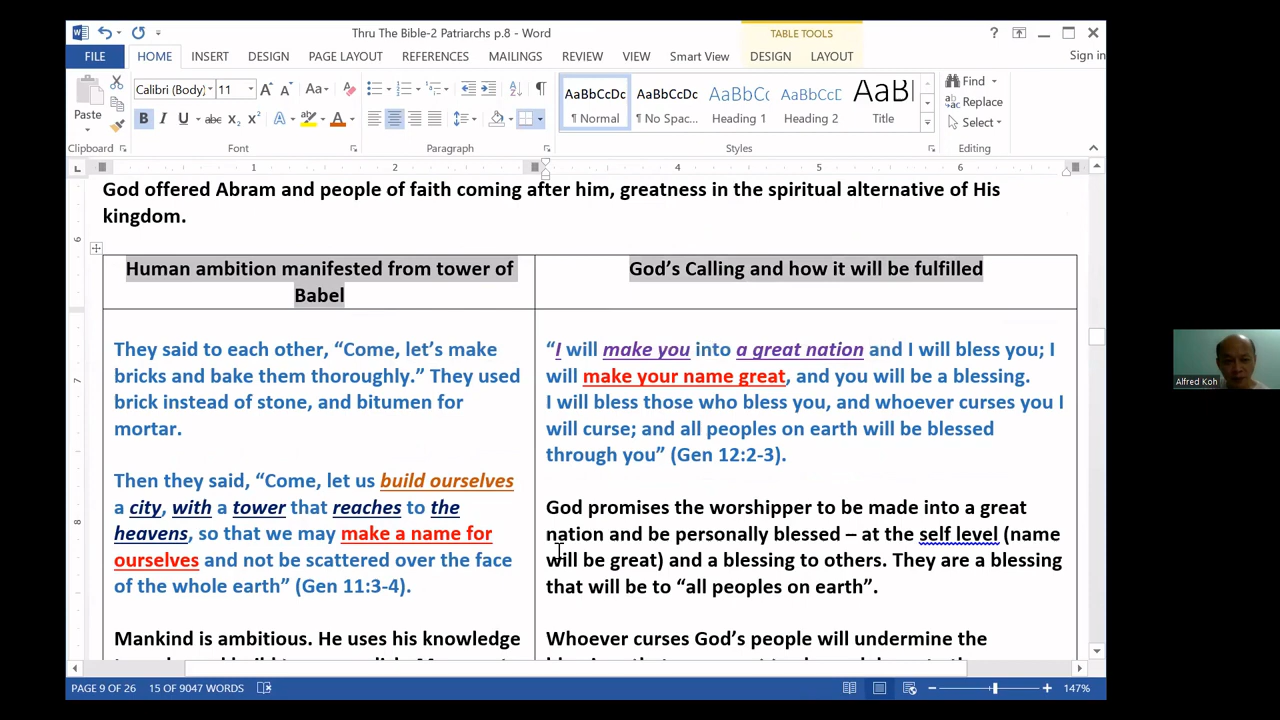 Thru The Bible-2 Patriarchs p.8 - Word
TABLE TOOLS
?
Sign in
FILE
HOME
INSERT
DESIGN
PAGE LAYOUT
REFERENCES
MAILINGS
REVIEW
VIEW
Smart View
DESIGN
LAYOUT
Paste
Calibri (Body)
11
AaBbCcDc
AaBbCcDc
AaBbCc
AaBbCcD
AaBl
¶ Normal
¶ No Spac...
Heading 1
Heading 2
Title
Find
Replace
Select
Clipboard
Font
Paragraph
Styles
Editing
1
2
4
5
6
God offered Abram and people of faith coming after him, greatness in the spiritual alternative of His
kingdom.
6
7
8
Human ambition manifested from tower of
Babel
They said to each other, “Come, let’s make
bricks and bake them thoroughly.” They used
brick instead of stone, and bitumen for
mortar.
Then they said, “Come, let us build ourselves
a city, with a tower that reaches to the
heavens, so that we may make a name for
ourselves and not be scattered over the face
of the whole earth” (Gen 11:3-4).
Mankind is ambitious. He uses his knowledge
God’s Calling and how it will be fulfilled
“I will make you into a great nation and I will bless you; I
will make your name great, and you will be a blessing.
I will bless those who bless you, and whoever curses you I
will curse; and all peoples on earth will be blessed
through you” (Gen 12:2-3).
God promises the worshipper to be made into a great
nation and be personally blessed – at the self level (name
will be great) and a blessing to others. They are a blessing
that will be to “all peoples on earth”.
Whoever curses God’s people will undermine the
PAGE 9 OF 26
15 OF 9047 WORDS
147%
Alfred Koh